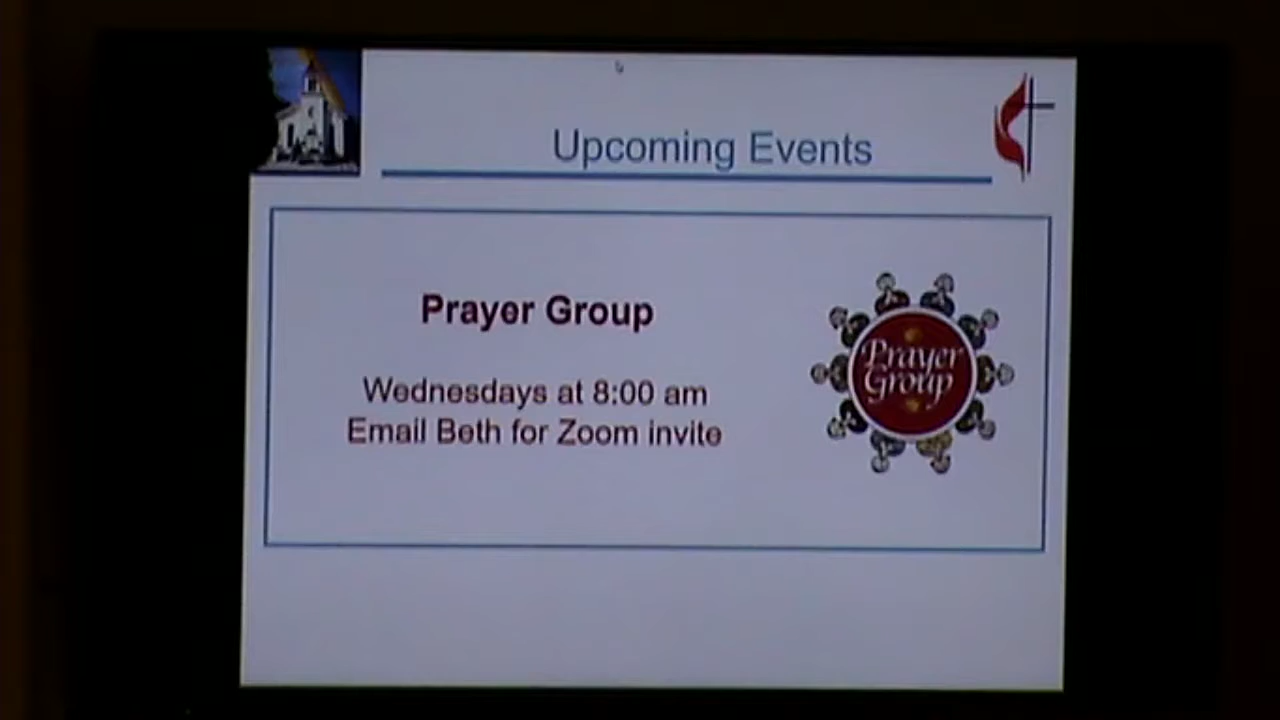 Upcoming Events
Prayer Group
Wednesdays at 8:00 am
Email Beth for Zoom invite
Prayer
Group